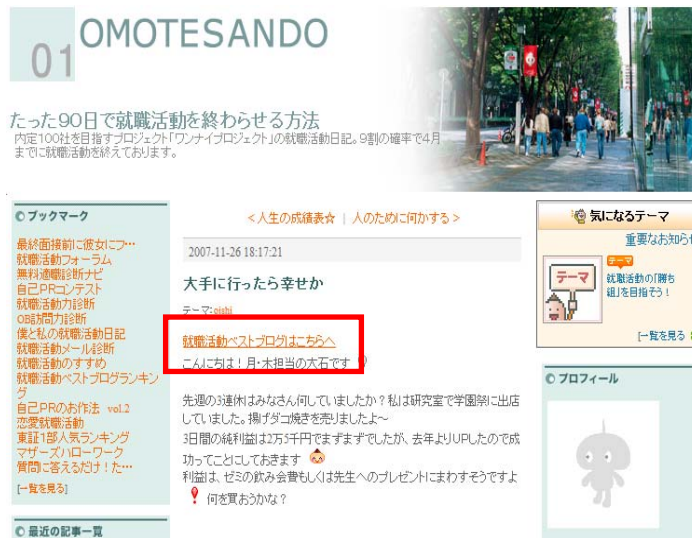 01 OMOTESANDO
たった90日で就職活動を終わらせる方法
内定100社を目指すプロジェクト「ワンナイプロジェクト」の就職活動日記。9割の確率で4月
までに就職活動を終えております。
ブックマーク
最終面接前に彼女にフ…
就職活動フォーラム
無料適職診断ナビ
自己PRコンテスト
就職活動力診断
OB訪問力診断
僕と私の就職活動日記
就職活動メール診断
就職活動のすすめ
就職活動ベストブログランキン
グ
自己PRのお作法 vol.2
恋愛就職活動
東証1部人気ランキング
マザーズハローワーク
質問に答えるだけ!た…
[一覧を見る]
最近の記事一覧
<人生の成績表☆ | 人のために何かする>
2007-11-26 18:17:21
大手に行ったら幸せか
テーマ:oishi
就職活動ベストブログはこちらへ
こんにちは!月・木担当の大石です
先週の3連休はみなさん何していましたか?私は研究室で学園祭に出店
していました。揚げダコ焼きを売りましたよ~
3日間の純利益は2万5千円でまずまずでしたが、去年よりUPしたので成
功ってことにしておきます
利益は、ゼミの飲み会費もしくは先生へのプレゼントにまわすそうですよ
何を買おうかな?
気になるテーマ
重要なお知らせ
テーマ
テーマ
就職活動の「勝ち
組」を目指そう!
[一覧を見る
プロフィール